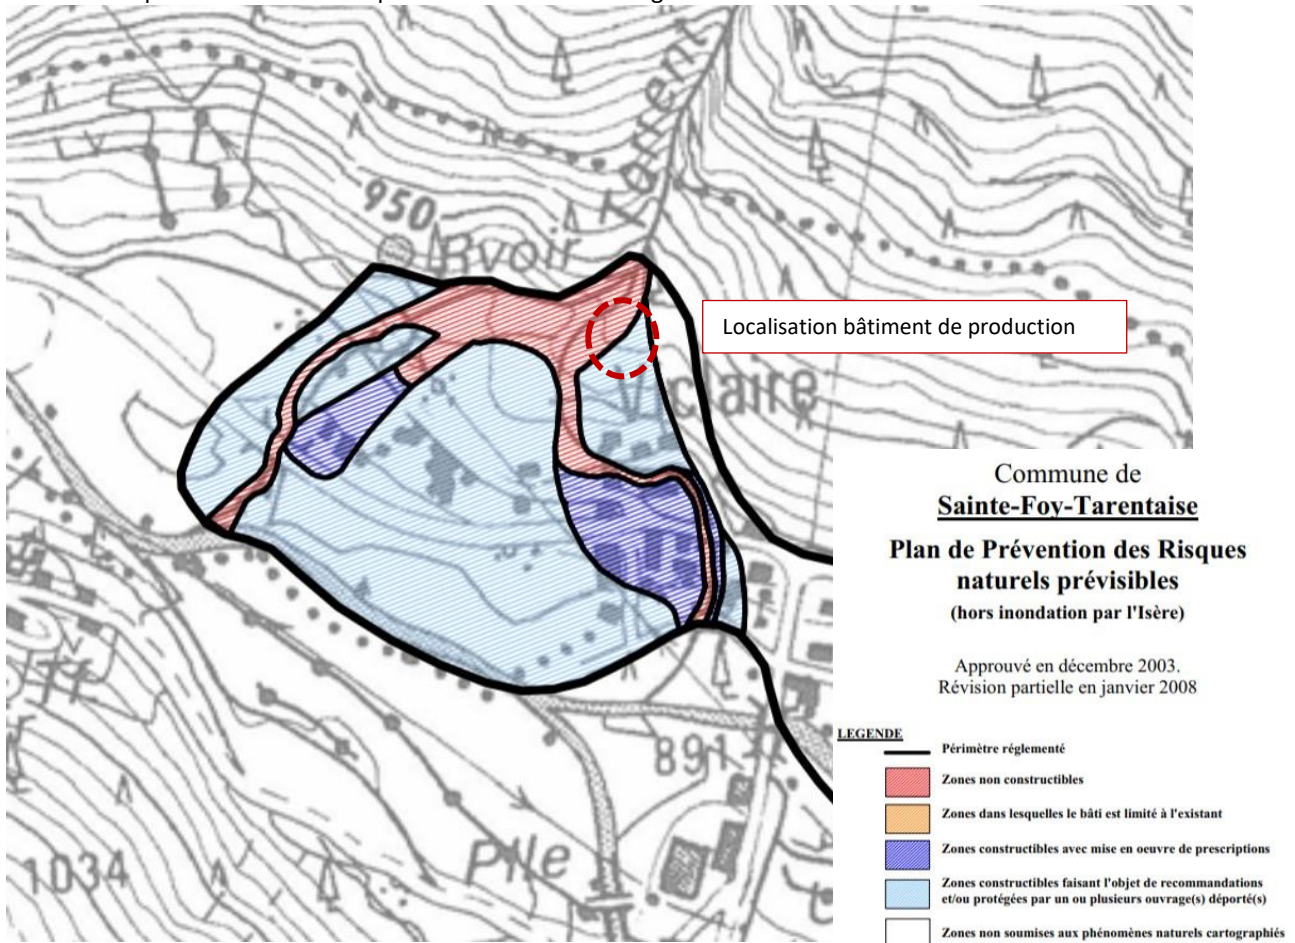 Torrent
950
Rvoir
Localisation bâtiment de production
claire
Commune de
Sainte-Foy-Tarentaise
Plan de Prévention des Risques
naturels prévisibles
(hors inondation par l'Isère)
Approuvé en décembre 2003.
Révision partielle en janvier 2008
LEGENDE
Périmètre réglementé
Zones non constructibles
Zones dans lesquelles le bâti est limité à l'existant
Zones constructibles avec mise en oeuvre de prescriptions
Zones constructibles faisant l'objet de recommandations
et/ou protégées par un ou plusieurs ouvrage(s) déporté(s)
Zones non soumises aux phénomènes naturels cartographiés
891
Pile
1034